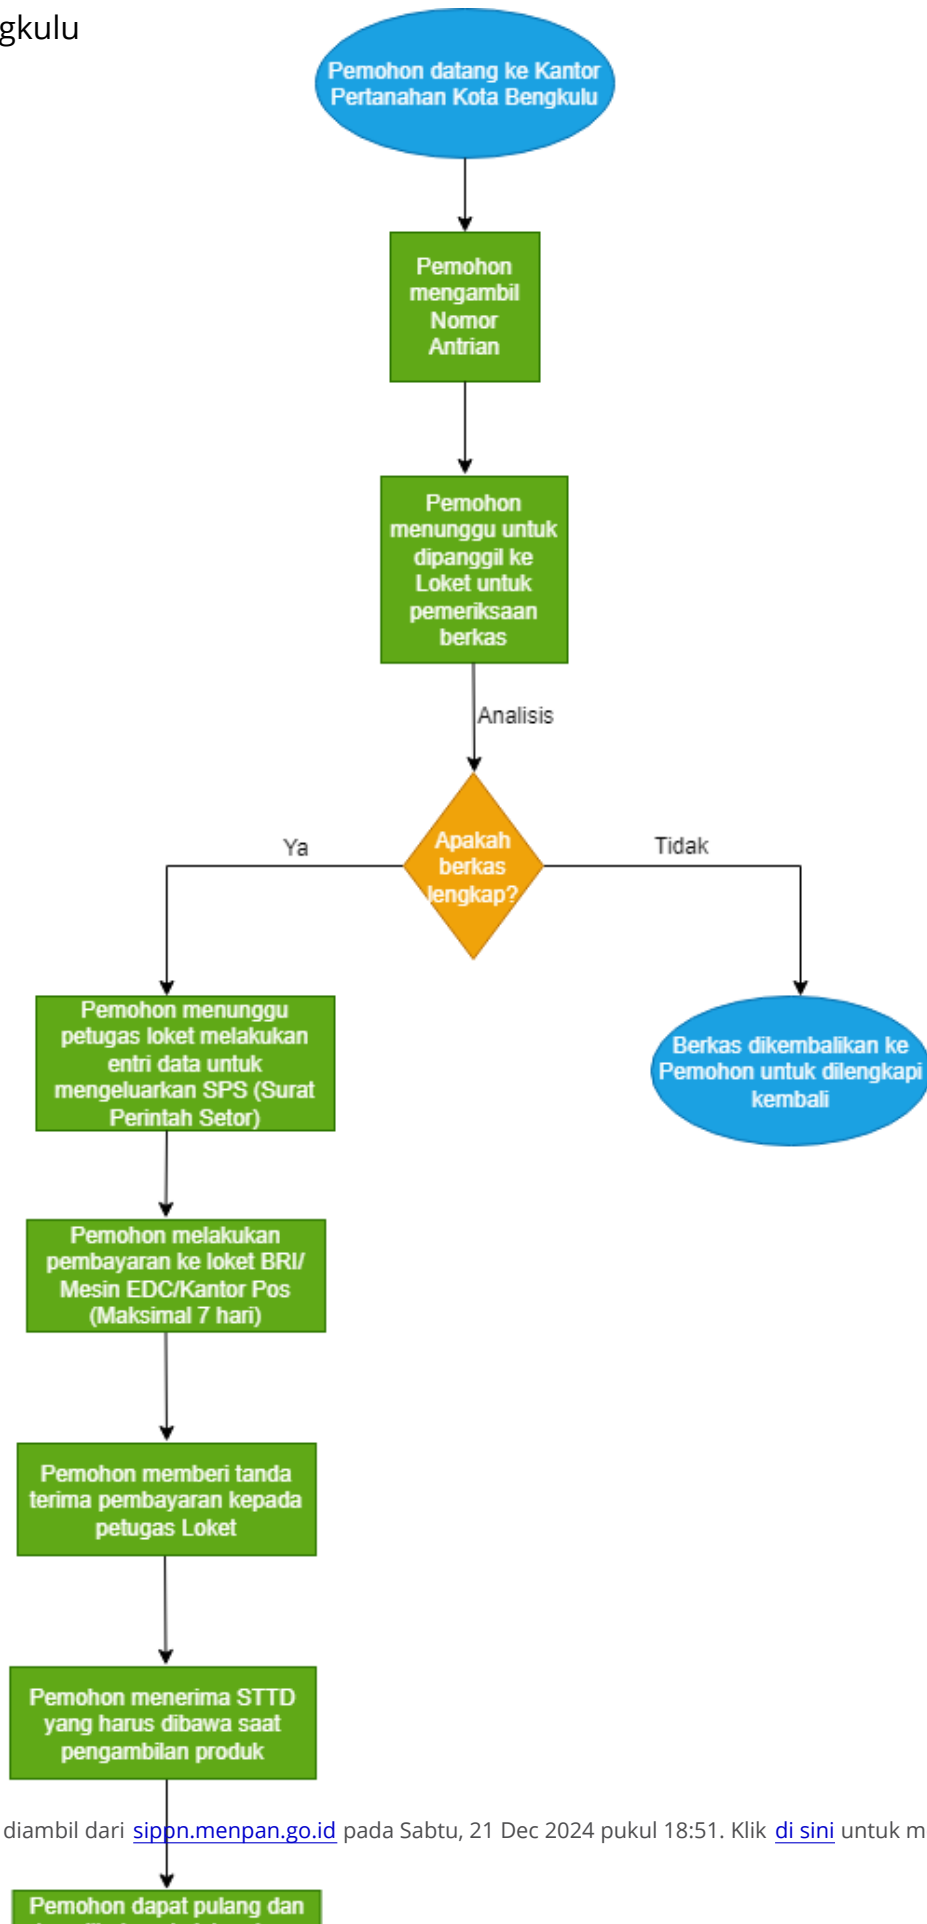 gkulu
Pemohon datang ke Kantor
Pertanahan Kota Bengkulu
Pemohon
mengambil
Nomor
Antrian
Pemohon
menunggu untuk
dipanggil ke
Loket untuk
pemeriksaan
berkas
Analisis
Apakah
berkas
lengkap?
Ya
Tidak
Pemohon menunggu
petugas loket melakukan
entri data untuk
mengeluarkan SPS (Surat
Perintah Setor)
Berkas dikembalikan ke
Pemohon untuk dilengkapi
kembali
Pemohon melakukan
pembayaran ke loket BRI/
Mesin EDC/Kantor Pos
(Maksimal 7 hari)
Pemohon memberi tanda
terima pembayaran kepada
petugas Loket
Pemohon menerima STTD
yang harus dibawa saat
pengambilan produk
diambil dari sippn.menpan.go.id pada Sabtu, 21 Dec 2024 pukul 18:51. Klik di sini untuk m
Pemohon dapat pulang dan